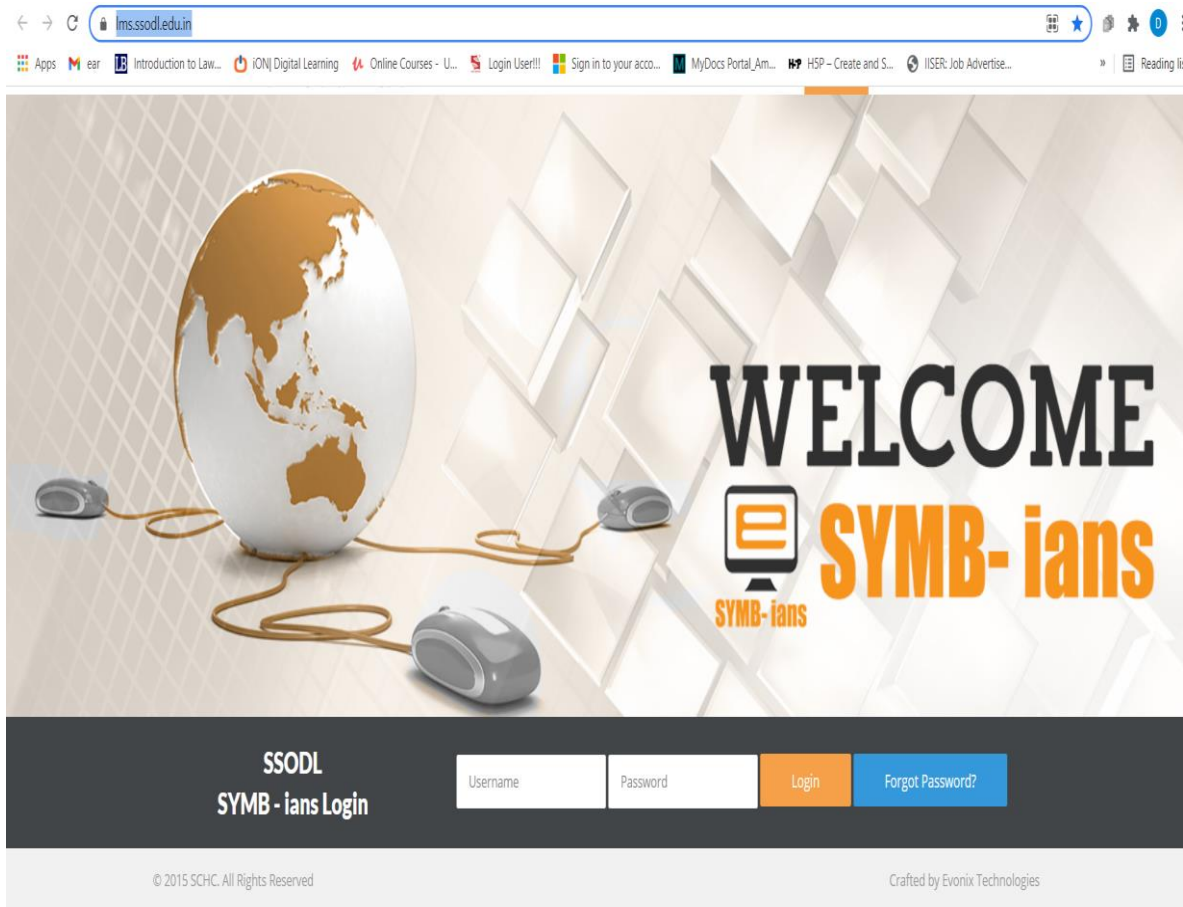 lms.ssodl.edu.in
D
Apps M ear LB Introduction to Law... iON| Digital Learning Online Courses - U... Login User!!! Sign in to your acco... M MyDocs Portal_Am... H-P H5P – Create and S... IISER: Job Advertise... » Reading lis
WELCOME
e SYMB- ians
SYMB- ians
SSODL
SYMB - ians Login
Username Password Login Forgot Password?
© 2015 SCHC. All Rights Reserved Crafted by Evonix Technologies